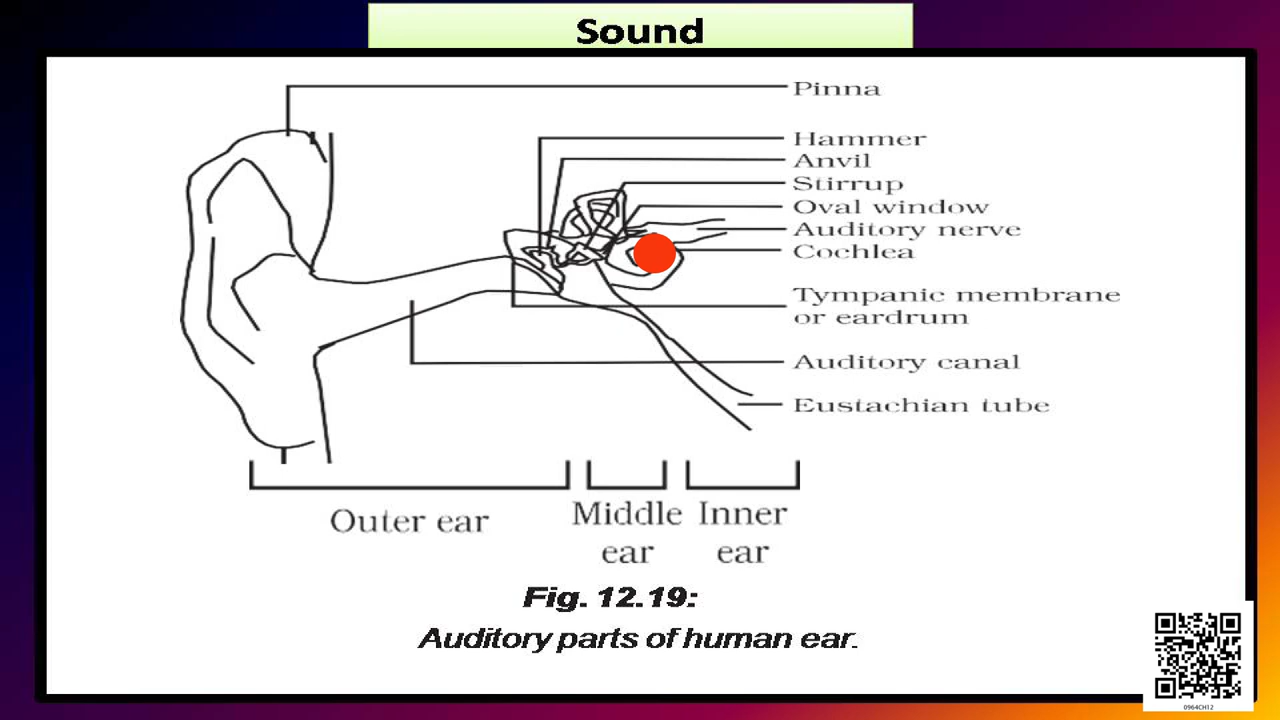 Sound
Pinna
Hammer
Anvil
Stirrup
Oval window
Auditory nerve
Cochlea
Tympanic membrane
or eardrum
Auditory canal
Eustachian tube
Outer ear
Middle
ear
Inner
ear
Fig. 12.19:
Auditory parts of human ear.
0964CH12